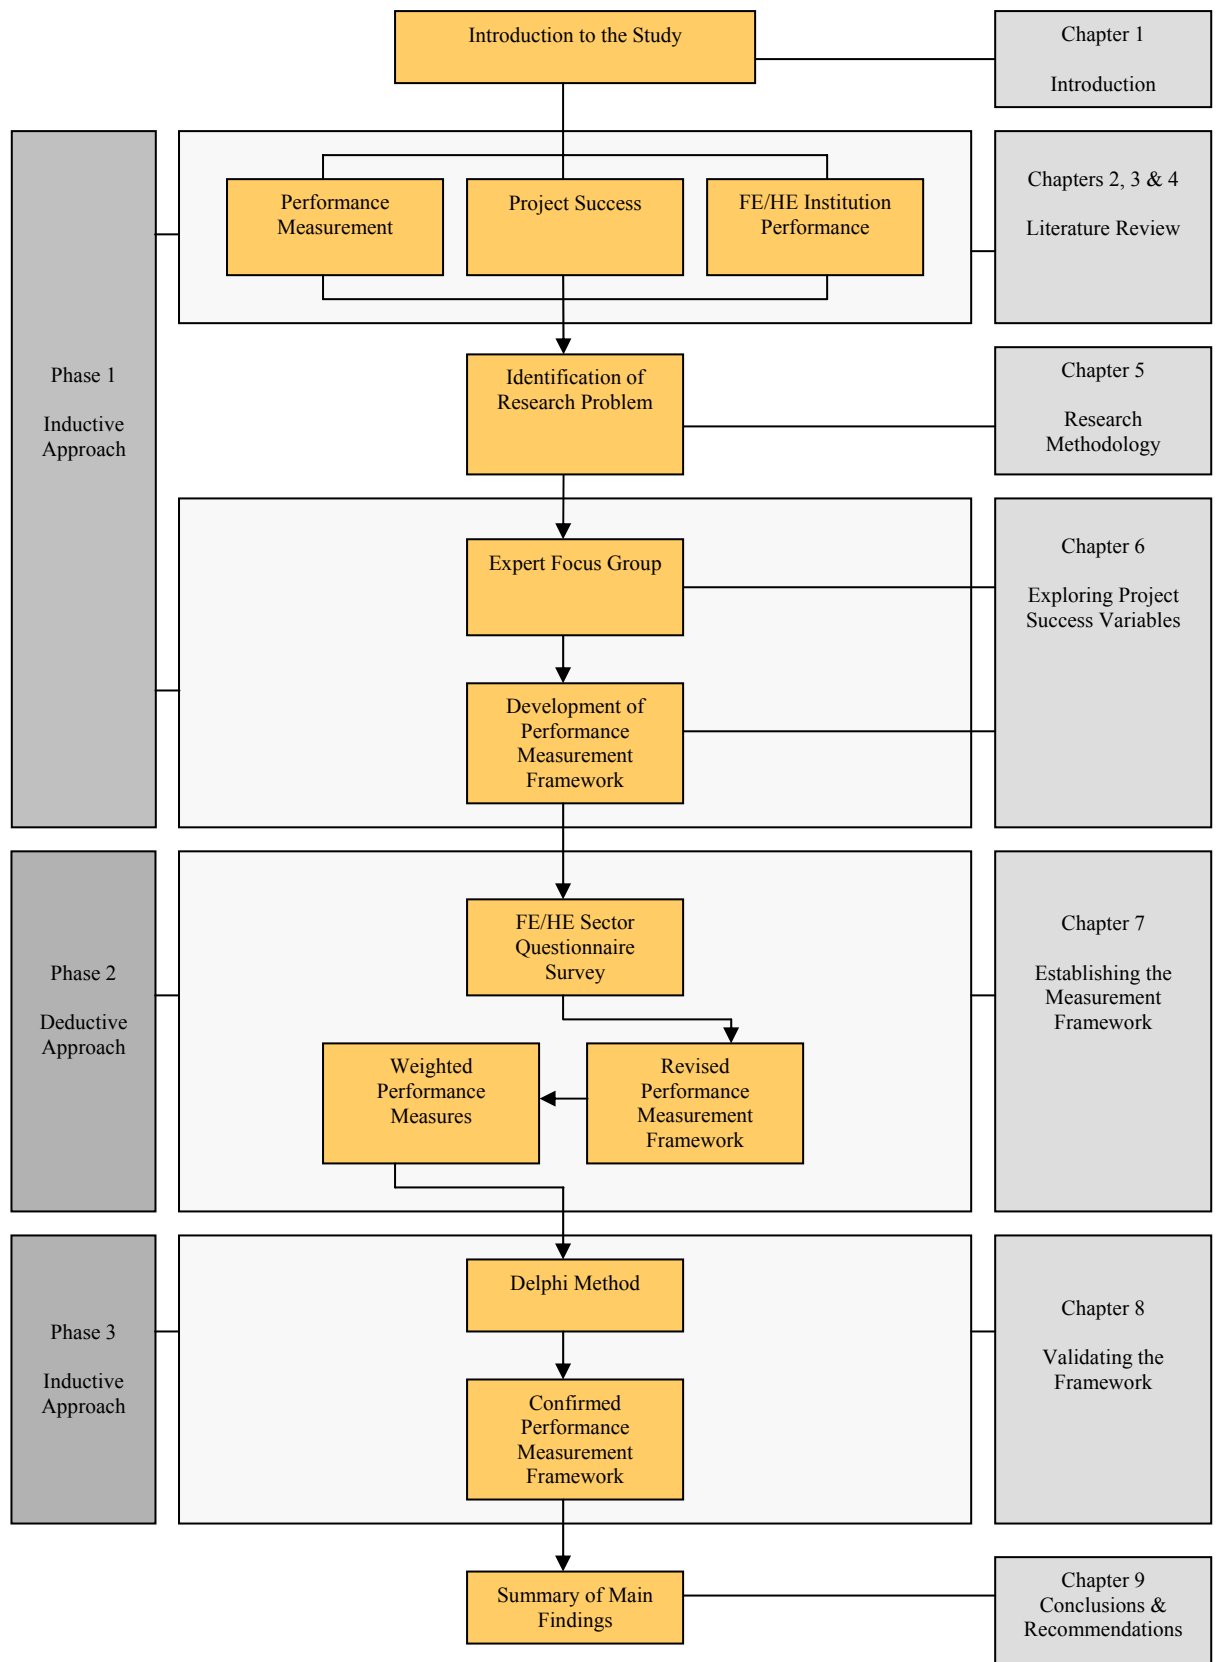 Introduction to the Study
Chapter 1
Introduction
Performance
Measurement
Project Success
FE/HE Institution
Performance
Chapters 2, 3 & 4
Literature Review
Phase 1
Inductive
Approach
Identification of
Research Problem
Chapter 5
Research
Methodology
Expert Focus Group
Chapter 6
Exploring Project
Success Variables
Development of
Performance
Measurement
Framework
Phase 2
Deductive
Approach
FE/HE Sector
Questionnaire
Survey
Chapter 7
Establishing the
Measurement
Framework
Weighted
Performance
Measures
Revised
Performance
Measurement
Framework
Phase 3
Inductive
Approach
Delphi Method
Chapter 8
Validating the
Framework
Confirmed
Performance
Measurement
Framework
Summary of Main
Findings
Chapter 9
Conclusions &
Recommendations